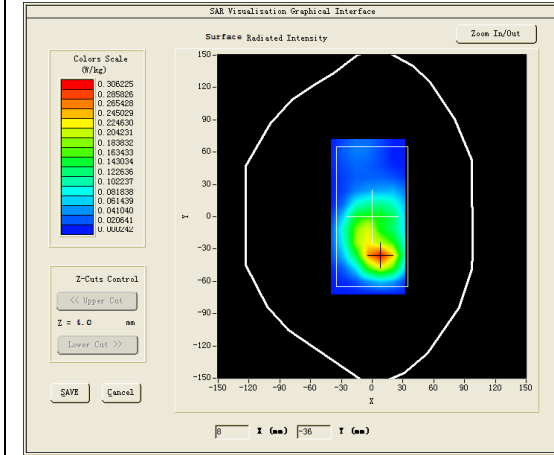 SAR Visualisation Graphical Interface
Surface Radiated Intensity
Zoom In/Out
Colors Scale
(W/kg)
0.306225
0.285826
0.265428
0.245029
0.224630
0.204231
0.183832
0.163433
0.143034
0.122636
0.102237
0.081838
0.061439
0.041040
0.020641
0.000242
150
120
90
60
30
0
-30
-60
-90
-120
-150
Y
-150 -120 -90 -60 -30 0 30 60 90 120 150
X
Z-Cuts Control
<< Upper Cut
Z = 4.0 mm
Lower Cut >>
SAVE
Cancel
8 X (mm) -36 Y (mm)